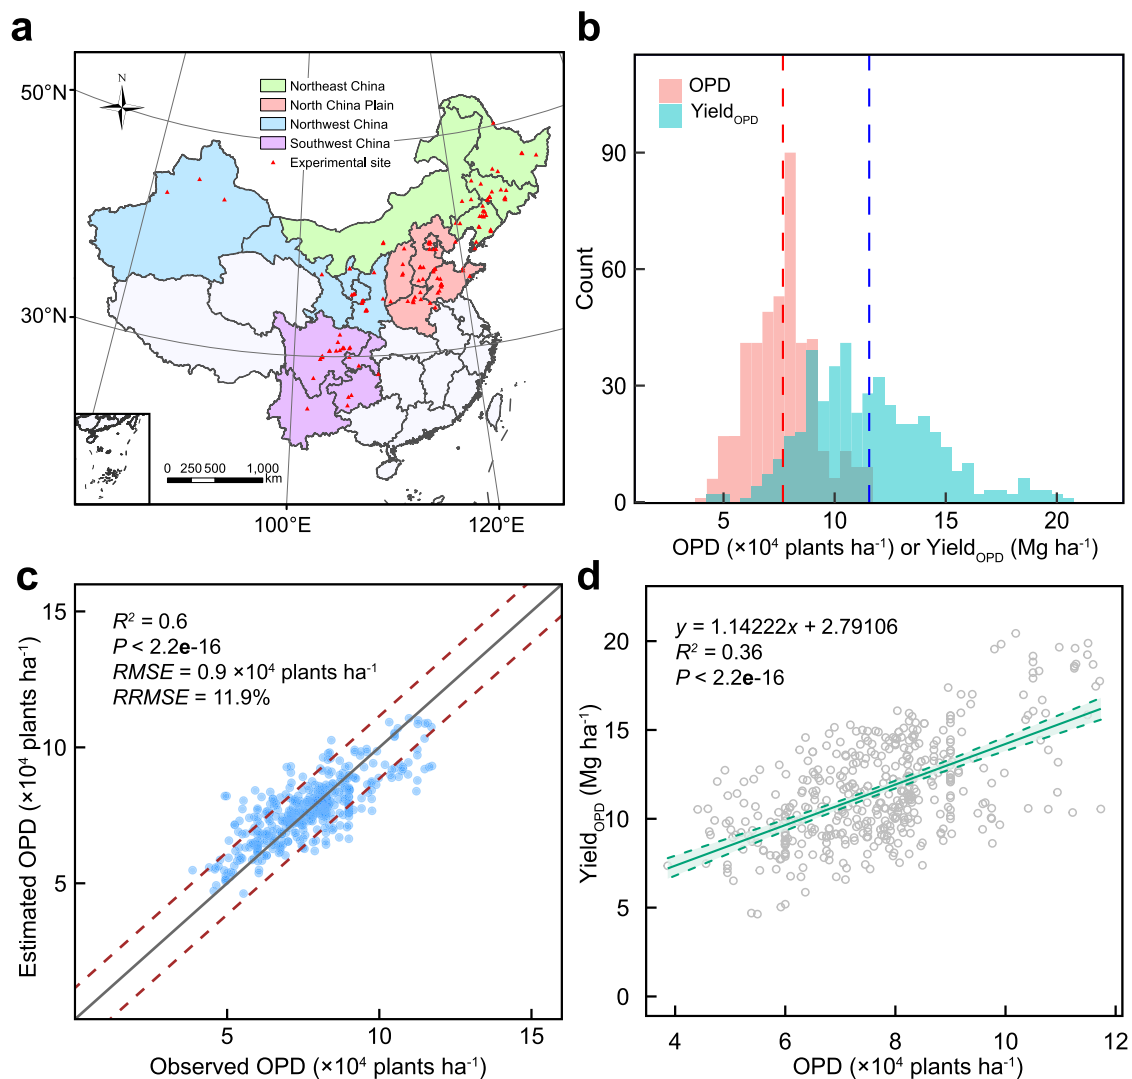 a
50°N
30°N
N
Northeast China
North China Plain
Northwest China
Southwest China
Experimental site
0 250 500 1,000
km
100°E
120°E
b
OPD
Yield_OPD
Count
90
60
30
0
5
10
15
20
OPD (×10⁴ plants ha⁻¹) or Yield_OPD (Mg ha⁻¹)
c
R² = 0.6
P < 2.2e-16
RMSE = 0.9 ×10⁴ plants ha⁻¹
RRMSE = 11.9%
Estimated OPD (×10⁴ plants ha⁻¹)
15
10
5
5
10
15
Observed OPD (×10⁴ plants ha⁻¹)
d
y = 1.14222x + 2.79106
R² = 0.36
P < 2.2e-16
Yield_OPD (Mg ha⁻¹)
20
15
10
5
0
4
6
8
10
12
OPD (×10⁴ plants ha⁻¹)